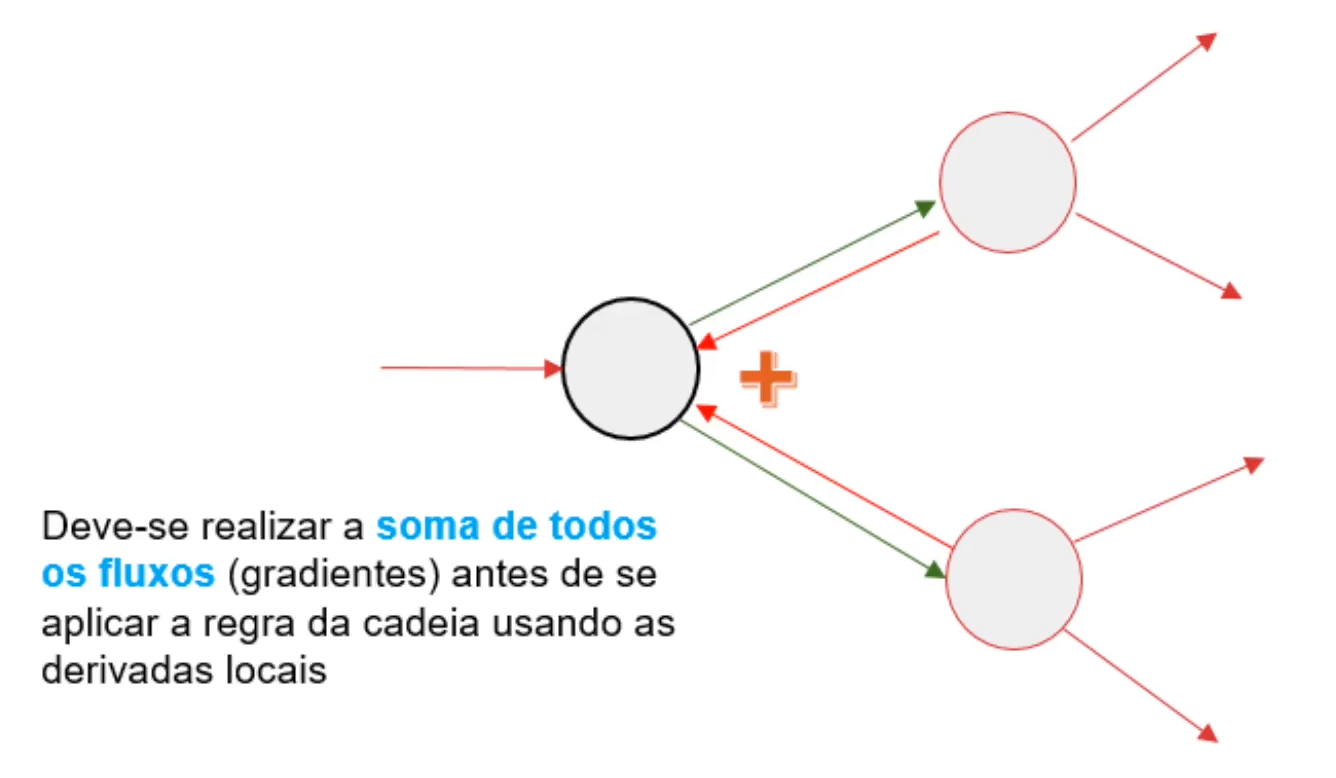 Deve-se realizar a soma de todos
os fluxos (gradientes) antes de se
aplicar a regra da cadeia usando as
derivadas locais